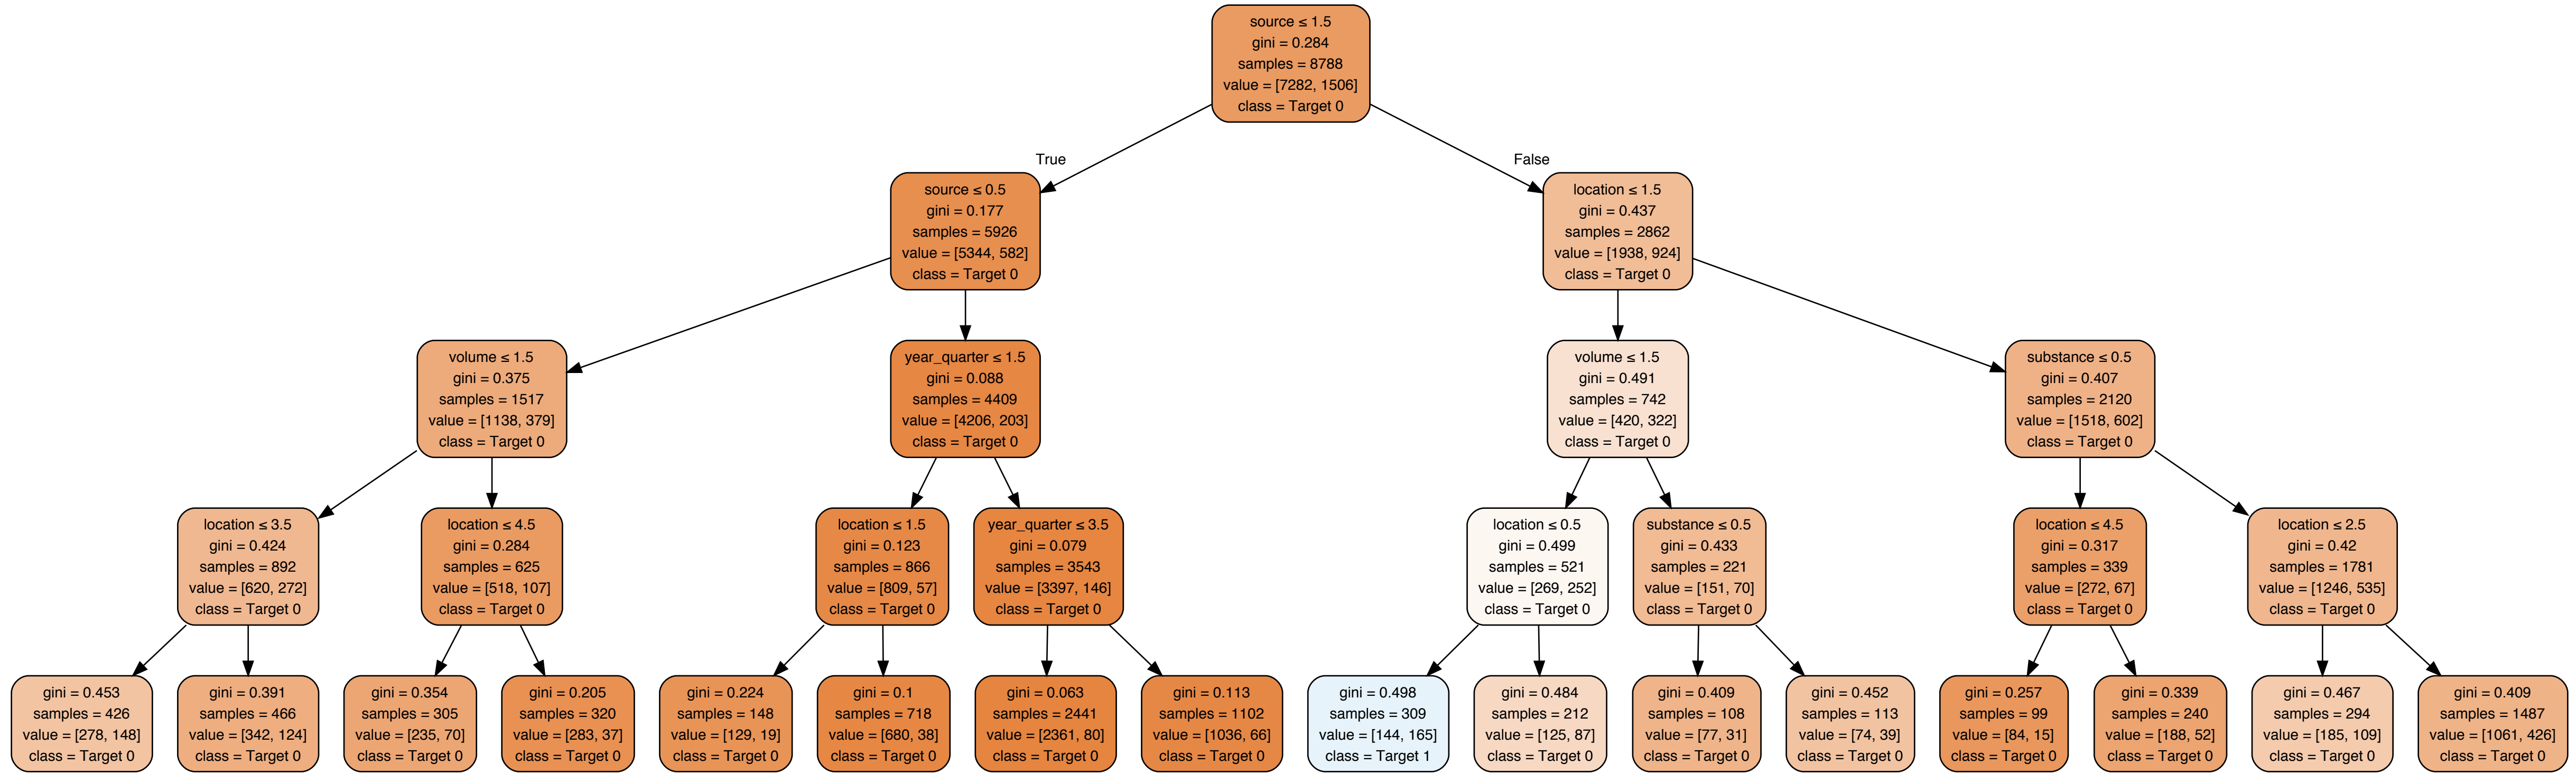 source ≤ 1.5
gini = 0.284
samples = 8788
value = [7282, 1506]
class = Target 0
True
False
source ≤ 0.5
gini = 0.177
samples = 5926
value = [5344, 582]
class = Target 0
location ≤ 1.5
gini = 0.437
samples = 2862
value = [1938, 924]
class = Target 0
volume ≤ 1.5
gini = 0.375
samples = 1517
value = [1138, 379]
class = Target 0
year_quarter ≤ 1.5
gini = 0.088
samples = 4409
value = [4206, 203]
class = Target 0
volume ≤ 1.5
gini = 0.491
samples = 742
value = [420, 322]
class = Target 0
substance ≤ 0.5
gini = 0.407
samples = 2120
value = [1518, 602]
class = Target 0
location ≤ 3.5
gini = 0.424
samples = 892
value = [620, 272]
class = Target 0
location ≤ 4.5
gini = 0.284
samples = 625
value = [518, 107]
class = Target 0
location ≤ 1.5
gini = 0.123
samples = 866
value = [809, 57]
class = Target 0
year_quarter ≤ 3.5
gini = 0.079
samples = 3543
value = [3397, 146]
class = Target 0
location ≤ 0.5
gini = 0.499
samples = 521
value = [269, 252]
class = Target 0
substance ≤ 0.5
gini = 0.433
samples = 221
value = [151, 70]
class = Target 0
location ≤ 4.5
gini = 0.317
samples = 339
value = [272, 67]
class = Target 0
location ≤ 2.5
gini = 0.42
samples = 1781
value = [1246, 535]
class = Target 0
gini = 0.453
samples = 426
value = [278, 148]
class = Target 0
gini = 0.391
samples = 466
value = [342, 124]
class = Target 0
gini = 0.354
samples = 305
value = [235, 70]
class = Target 0
gini = 0.205
samples = 320
value = [283, 37]
class = Target 0
gini = 0.224
samples = 148
value = [129, 19]
class = Target 0
gini = 0.1
samples = 718
value = [680, 38]
class = Target 0
gini = 0.063
samples = 2441
value = [2361, 80]
class = Target 0
gini = 0.113
samples = 1102
value = [1036, 66]
class = Target 0
gini = 0.498
samples = 309
value = [144, 165]
class = Target 1
gini = 0.484
samples = 212
value = [125, 87]
class = Target 0
gini = 0.409
samples = 108
value = [77, 31]
class = Target 0
gini = 0.452
samples = 113
value = [74, 39]
class = Target 0
gini = 0.257
samples = 99
value = [84, 15]
class = Target 0
gini = 0.339
samples = 240
value = [188, 52]
class = Target 0
gini = 0.467
samples = 294
value = [185, 109]
class = Target 0
gini = 0.409
samples = 1487
value = [1061, 426]
class = Target 0